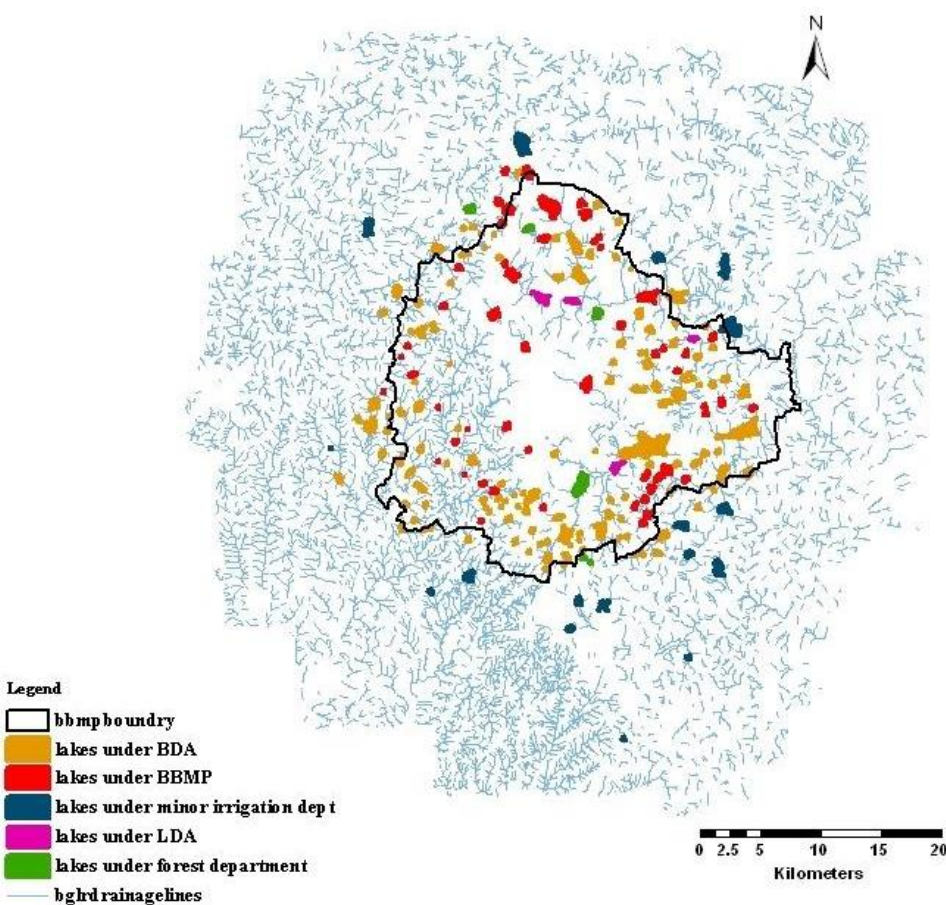 N
Legend
bbmpboundry
lakes under BDA
lakes under BBMP
lakes under minor irrigation dept
lakes under LDA
lakes under forest department
bglrdrainagelines
0 2.5 5 10 15 20
Kilometers